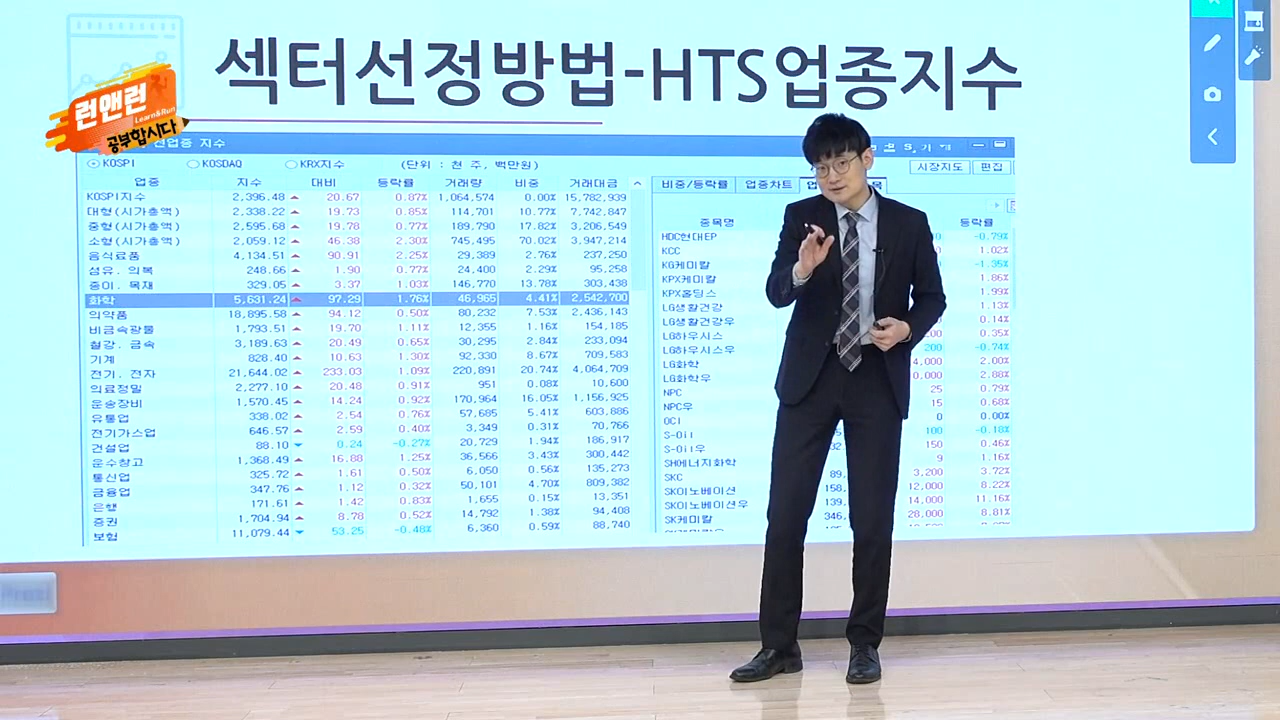 섹터선정방법-HTS업종지수
런앤런
Learn&Run
공부합시다
업종 지수
KOSPI KOSDAQ KRX지수 (단위 : 천 주, 백만원)
시장지도 편집
업종 지수 대비 등락률 거래량 비중 거래대금
KOSPI지수 2,396.48 ▲ 20.67 0.87% 1,064,574 0.00% 15,782,939
대형(시가총액) 2,338.22 ▲ 19.73 0.85% 114,701 10.77% 7,742,847
중형(시가총액) 2,595.68 ▲ 19.78 0.77% 189,790 17.82% 3,206,549
소형(시가총액) 2,059.12 ▲ 46.38 2.30% 745,495 70.02% 3,947,214
음식료품 4,134.51 ▲ 90.91 2.25% 29,389 2.76% 237,250
섬유. 의복 248.66 ▲ 1.90 0.77% 24,400 2.29% 95,258
종이. 목재 329.05 ▲ 3.37 1.03% 146,770 13.78% 303,438
화학 5,631.24 ▲ 97.29 1.76% 46,965 4.41% 2,542,700
의약품 18,895.58 ▲ 94.12 0.50% 80,232 7.53% 2,436,143
비금속광물 1,793.51 ▲ 19.70 1.11% 12,355 1.16% 154,185
철강. 금속 3,189.63 ▲ 20.49 0.65% 30,295 2.84% 233,094
기계 828.40 ▲ 10.63 1.30% 92,330 8.67% 709,583
전기. 전자 21,644.02 ▲ 233.03 1.09% 220,891 20.74% 4,064,709
의료정밀 2,277.10 ▲ 20.48 0.91% 951 0.08% 10,600
운송장비 1,570.45 ▲ 14.24 0.92% 170,964 16.05% 1,156,925
유통업 338.02 ▲ 2.54 0.76% 57,685 5.41% 603,886
전기가스업 646.57 ▲ 2.59 0.40% 3,349 0.31% 70,766
건설업 88.10 ▼ 0.24 -0.27% 20,729 1.94% 186,917
운수창고 1,368.49 ▲ 16.88 1.25% 36,566 3.43% 300,442
통신업 325.72 ▲ 1.61 0.50% 6,050 0.56% 135,273
금융업 347.76 ▲ 1.12 0.32% 50,101 4.70% 809,382
은행 171.61 ▲ 1.42 0.83% 1,655 0.15% 13,351
증권 1,704.94 ▲ 8.78 0.52% 14,792 1.38% 94,408
보험 11,079.44 ▼ 53.25 -0.48% 6,360 0.59% 88,740
비중/등락률 업종차트
종목명 등락률
HDC현대EP -0.79%
KCC 1.02%
KG케미칼 -1.35%
KPX케미칼 1.86%
KPX홀딩스 1.99%
LG생활건강 1.13%
LG생활건강우 0.14%
LG하우시스 0.35%
LG하우시스우 200 -0.74%
LG화학 2.00%
LG화학우 2.88%
NPC 25 0.79%
NPC우 15 0.68%
OCI 0 0.00%
S-Oil 100 -0.18%
S-Oil우 150 0.46%
SH에너지화학 9 1.16%
SKC 3,200 3.72%
SK이노베이션 12,000 8.22%
SK이노베이션우 14,000 11.16%
SK케미칼 28,000 8.81%